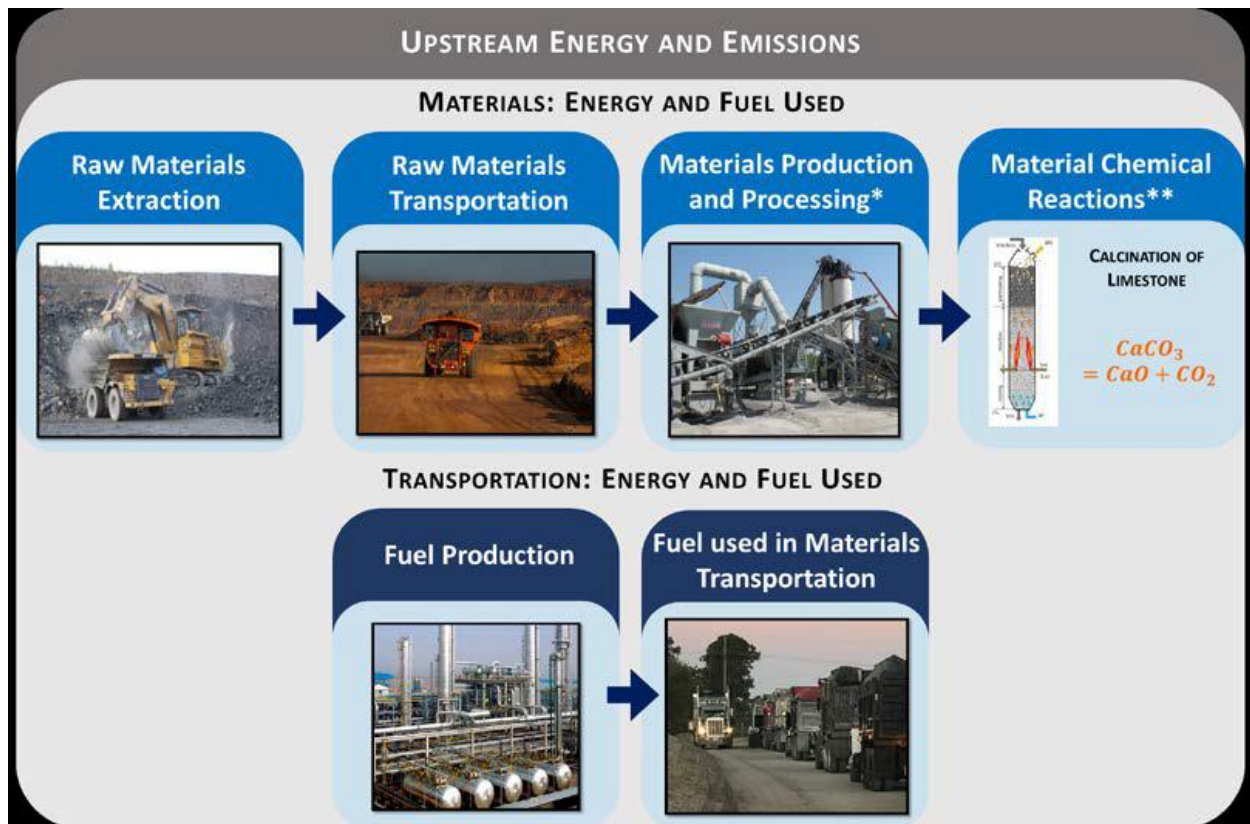 UPSTREAM ENERGY AND EMISSIONS
MATERIALS: ENERGY AND FUEL USED
Raw Materials
Extraction
Raw Materials
Transportation
Materials Production
and Processing*
Material Chemical
Reactions**
CALCINATION OF
LIMESTONE
CaCO₃
= CaO + CO₂
TRANSPORTATION: ENERGY AND FUEL USED
Fuel Production
Fuel used in Materials
Transportation